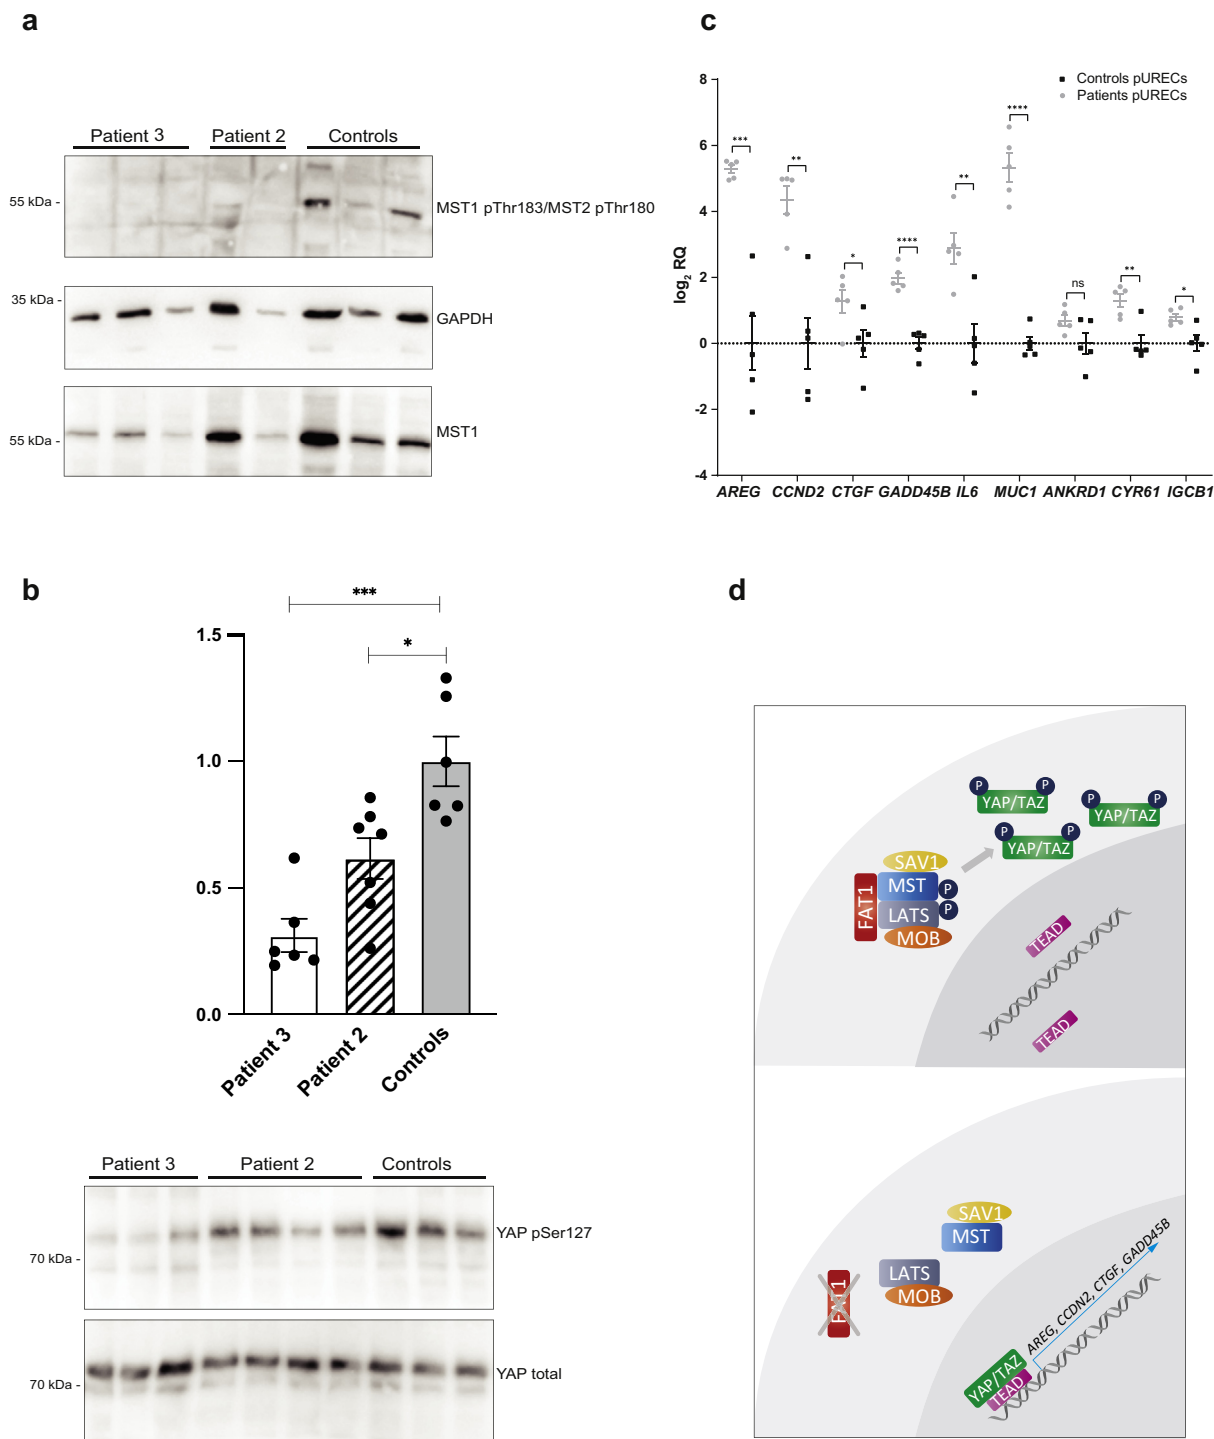 a
Patient 3
Patient 2
Controls
55 kDa -
MST1 pThr183/MST2 pThr180
35 kDa -
GAPDH
55 kDa -
MST1
c
Controls pURECs
Patients pURECs
log2 RQ
8
6
4
2
0
-2
-4
***
**
*
****
**
****
ns
**
*
AREG CCND2 CTGF GADD45B IL6 MUC1 ANKRD1 CYR61 IGCB1
b
***
*
1.5
1.0
0.5
0.0
Patient 3
Patient 2
Controls
Patient 3
Patient 2
Controls
YAP pSer127
70 kDa -
YAP total
70 kDa -
d
P
P
YAP/TAZ
P
P
YAP/TAZ
P
P
YAP/TAZ
SAV1
FAT1
MST
P
LATS
P
MOB
TEAD
TEAD
SAV1
MST
LATS
MOB
FAT1
AREG, CCDN2, CTGF, GADD45B
YAP/TAZ
TEAD